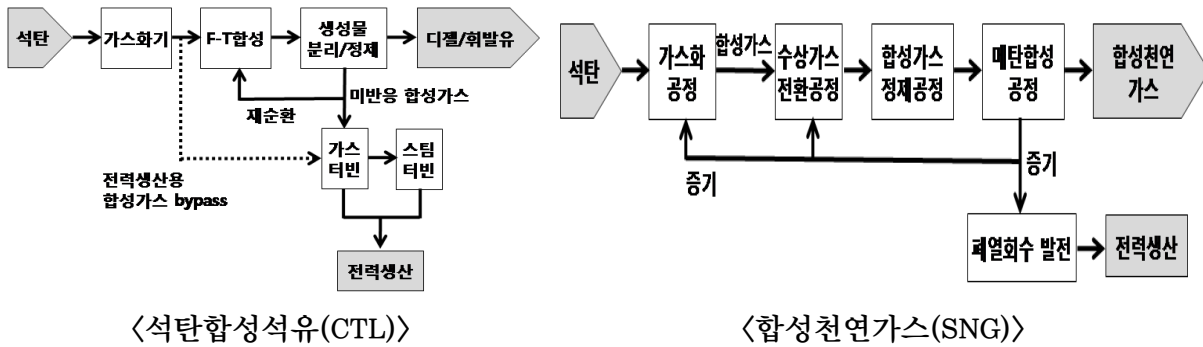 석탄
가스화기
F-T합성
생성물
분리/정제
디젤/휘발유
미반응 합성가스
재순환
가스
터빈
스팀
터빈
전력생산용
합성가스 bypass
전력생산
〈석탄합성석유(CTL)〉
석탄
가스화
공정
합성가스
수상가스
전환공정
합성가스
정제공정
메탄합성
공정
합성천연
가스
증기
증기
폐열회수 발전
전력생산
〈합성천연가스(SNG)〉